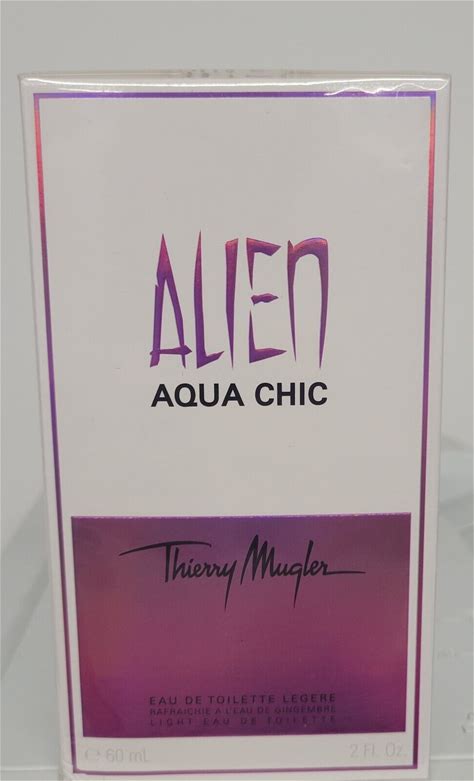 ALIEN
AQUA CHIC
Thierry Mugler
EAU DE TOILETTE LEGERE
RAFRAICHIE A L'EAU DE GINGEMBRE
LIGHT EAU DE TOILETTE
℮ 60 mL 2 Fl. Oz.